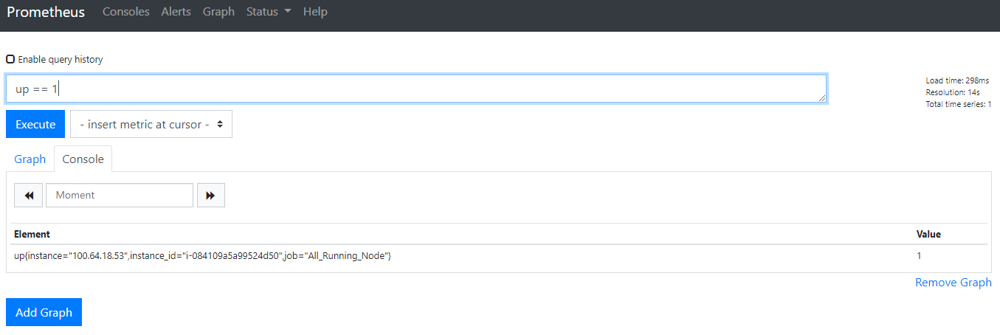 Prometheus Consoles Alerts Graph Status Help
Enable query history
up == 1
Load time: 298ms
Resolution: 14s
Total time series: 1
Execute - insert metric at cursor -
Graph Console
Moment
Element Value
up{instance="100.64.18.53",instance_id="i-084109a5a99524d50",job="All_Running_Node"} 1
Remove Graph
Add Graph